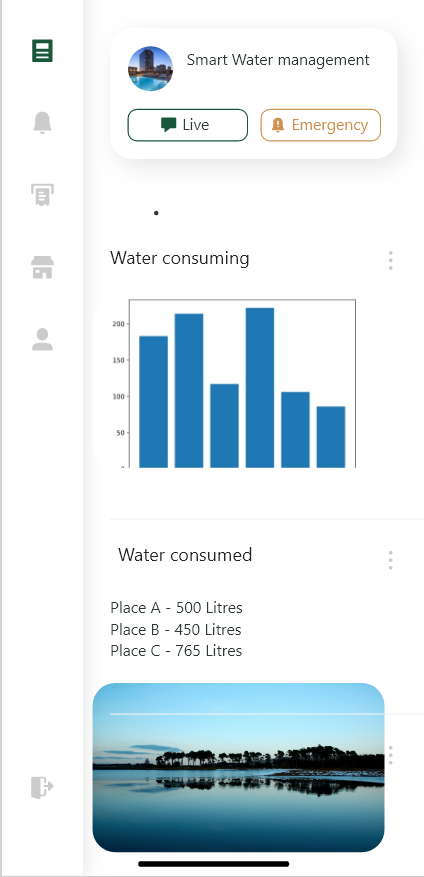 Smart Water management
Live
Emergency
Water consuming
200
150
100
50
Water consumed
Place A - 500 Litres
Place B - 450 Litres
Place C - 765 Litres